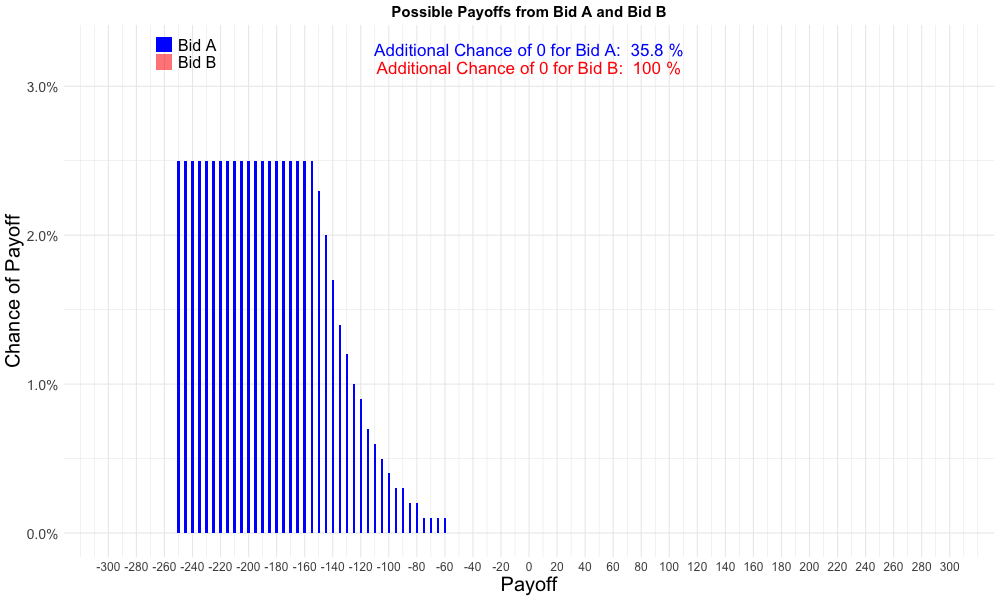 Possible Payoffs from Bid A and Bid B
Bid A
Bid B
Additional Chance of 0 for Bid A:  35.8 %
Additional Chance of 0 for Bid B:  100 %
Chance of Payoff
3.0%
2.0%
1.0%
0.0%
-300 -280 -260 -240 -220 -200 -180 -160 -140 -120 -100 -80 -60 -40 -20 0 20 40 60 80 100 120 140 160 180 200 220 240 260 280 300
Payoff